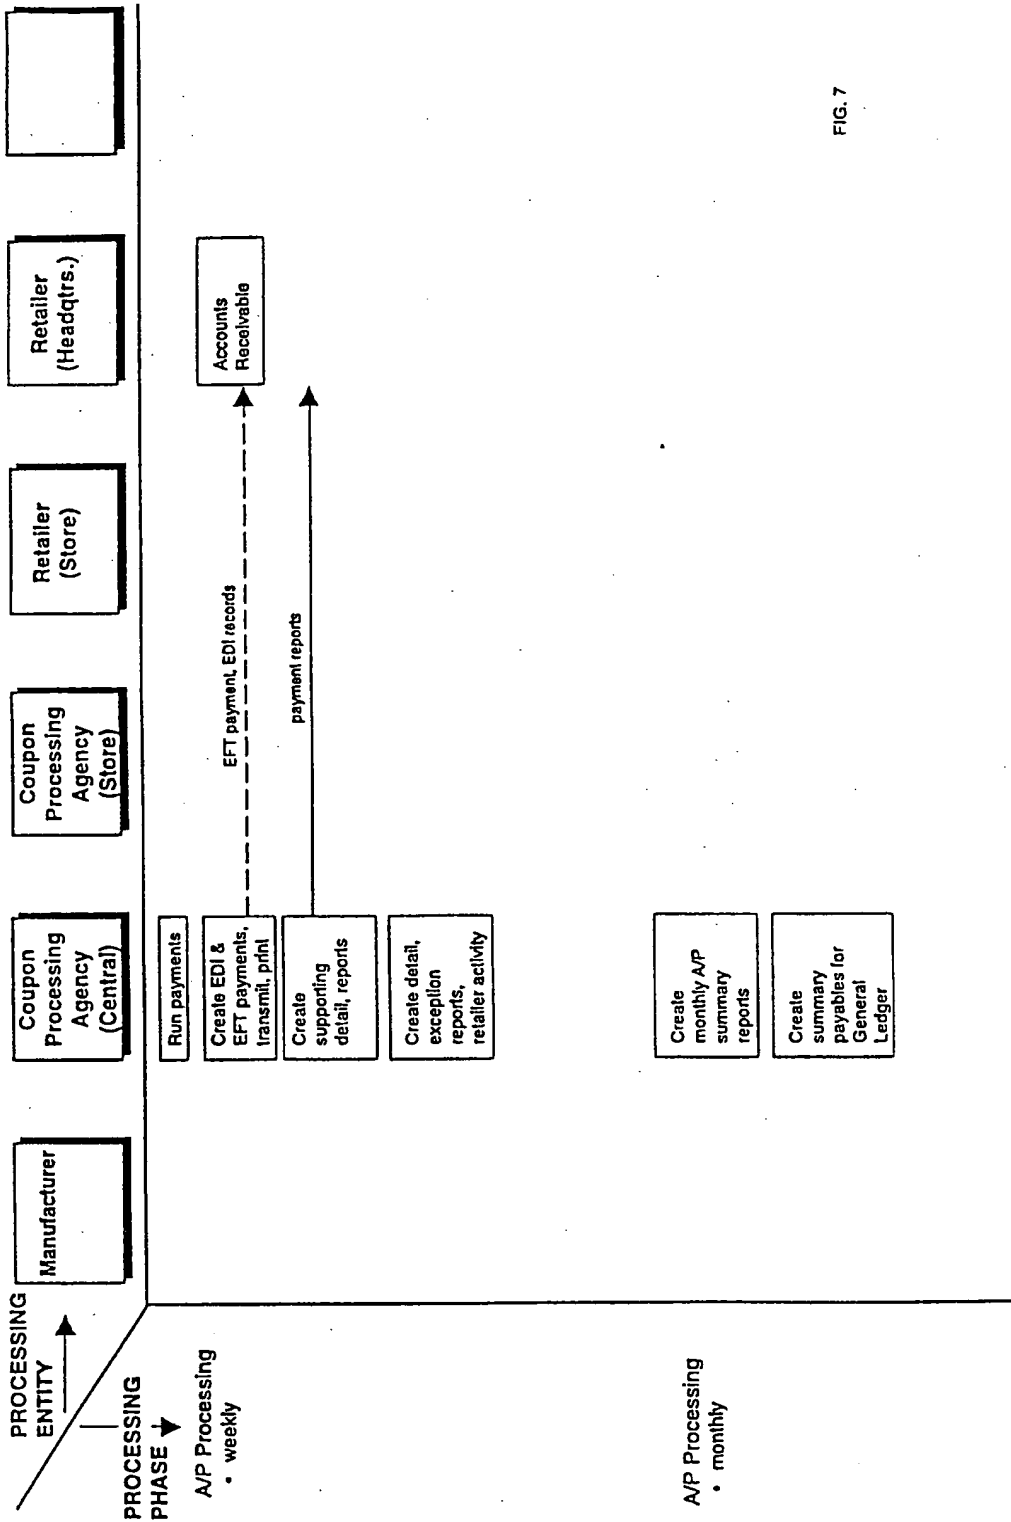 PROCESSING
ENTITY
PROCESSING
PHASE
Manufacturer
Coupon
Processing
Agency
(Central)
Coupon
Processing
Agency
(Store)
Retailer
(Store)
Retailer
(Headqtrs.)
A/P Processing
• weekly
Run payments
Create EDI &
EFT payments,
transmit, print
EFT payment, EDI records
Accounts
Receivable
Create
supporting
detail, reports
payment reports
Create detail,
exception
reports,
retailer activity
A/P Processing
• monthly
Create
monthly A/P
summary
reports
Create
summary
payables for
General
Ledger
FIG. 7